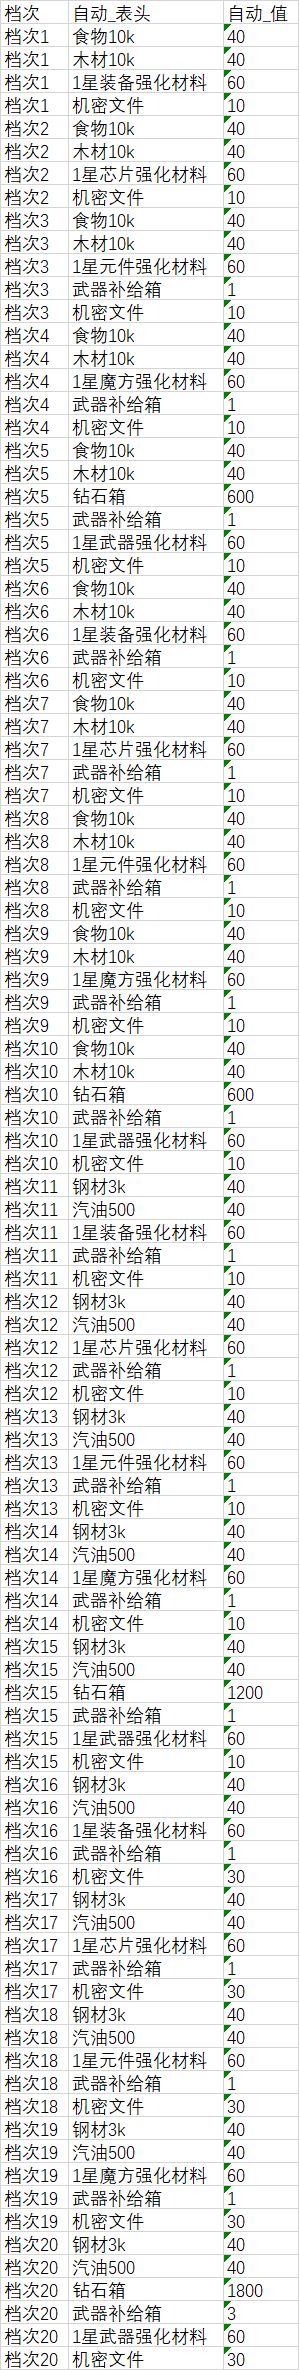 档次 自动_表头 自动_值
档次1 食物10k 40
档次1 木材10k 40
档次1 1星装备强化材料 60
档次1 机密文件 10
档次2 食物10k 40
档次2 木材10k 40
档次2 1星芯片强化材料 60
档次2 机密文件 10
档次3 食物10k 40
档次3 木材10k 40
档次3 1星元件强化材料 60
档次3 武器补给箱 1
档次3 机密文件 10
档次4 食物10k 40
档次4 木材10k 40
档次4 1星魔方强化材料 60
档次4 武器补给箱 1
档次4 机密文件 10
档次5 食物10k 40
档次5 木材10k 40
档次5 钻石箱 600
档次5 武器补给箱 1
档次5 1星武器强化材料 60
档次5 机密文件 10
档次6 食物10k 40
档次6 木材10k 40
档次6 1星装备强化材料 60
档次6 武器补给箱 1
档次6 机密文件 10
档次7 食物10k 40
档次7 木材10k 40
档次7 1星芯片强化材料 60
档次7 武器补给箱 1
档次7 机密文件 10
档次8 食物10k 40
档次8 木材10k 40
档次8 1星元件强化材料 60
档次8 武器补给箱 1
档次8 机密文件 10
档次9 食物10k 40
档次9 木材10k 40
档次9 1星魔方强化材料 60
档次9 武器补给箱 1
档次9 机密文件 10
档次10 食物10k 40
档次10 木材10k 40
档次10 钻石箱 600
档次10 武器补给箱 1
档次10 1星武器强化材料 60
档次10 机密文件 10
档次11 钢材3k 40
档次11 汽油500 40
档次11 1星装备强化材料 60
档次11 武器补给箱 1
档次11 机密文件 10
档次12 钢材3k 40
档次12 汽油500 40
档次12 1星芯片强化材料 60
档次12 武器补给箱 1
档次12 机密文件 10
档次13 钢材3k 40
档次13 汽油500 40
档次13 1星元件强化材料 60
档次13 武器补给箱 1
档次13 机密文件 10
档次14 钢材3k 40
档次14 汽油500 40
档次14 1星魔方强化材料 60
档次14 武器补给箱 1
档次14 机密文件 10
档次15 钢材3k 40
档次15 汽油500 40
档次15 钻石箱 1200
档次15 武器补给箱 1
档次15 1星武器强化材料 60
档次15 机密文件 10
档次16 钢材3k 40
档次16 汽油500 40
档次16 1星装备强化材料 60
档次16 武器补给箱 1
档次16 机密文件 30
档次17 钢材3k 40
档次17 汽油500 40
档次17 1星芯片强化材料 60
档次17 武器补给箱 1
档次17 机密文件 30
档次18 钢材3k 40
档次18 汽油500 40
档次18 1星元件强化材料 60
档次18 武器补给箱 1
档次18 机密文件 30
档次19 钢材3k 40
档次19 汽油500 40
档次19 1星魔方强化材料 60
档次19 武器补给箱 1
档次19 机密文件 30
档次20 钢材3k 40
档次20 汽油500 40
档次20 钻石箱 1800
档次20 武器补给箱 3
档次20 1星武器强化材料 60
档次20 机密文件 30